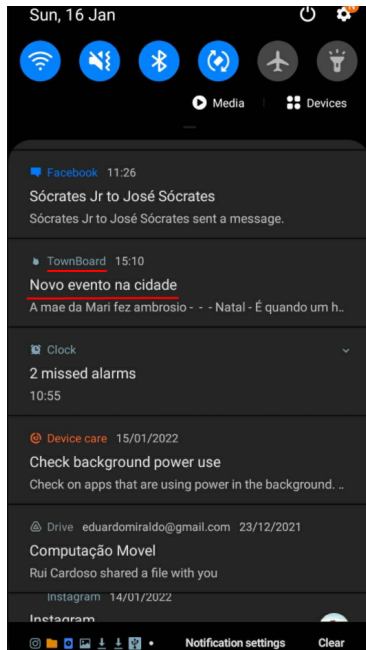 Sun, 16 Jan
Media
Devices
Facebook 11:26
Sócrates Jr to José Sócrates
Sócrates Jr to José Sócrates sent a message.
TownBoard 15:10
Novo evento na cidade
A mae da Mari fez ambrosio - - - Natal - É quando um h..
Clock
2 missed alarms
10:55
Device care 15/01/2022
Check background power use
Check on apps that are using power in the background. ..
Drive eduardomiraldo@gmail.com 23/12/2021
Computação Movel
Rui Cardoso shared a file with you
Instagram 14/01/2022
Instagram
Notification settings Clear